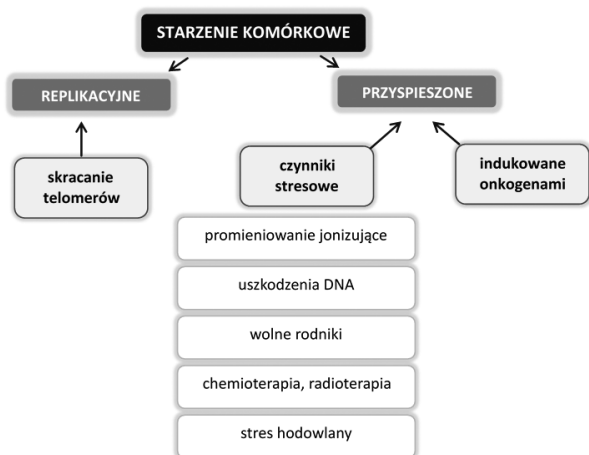 STARZENIE KOMÓRKOWE
REPLIKACYJNE
PRZYSPIESZONE
skracanie
telomerów
czynniki
stresowe
indukowane
onkogenami
promieniowanie jonizujące
uszkodzenia DNA
wolne rodniki
chemioterapia, radioterapia
stres hodowlany